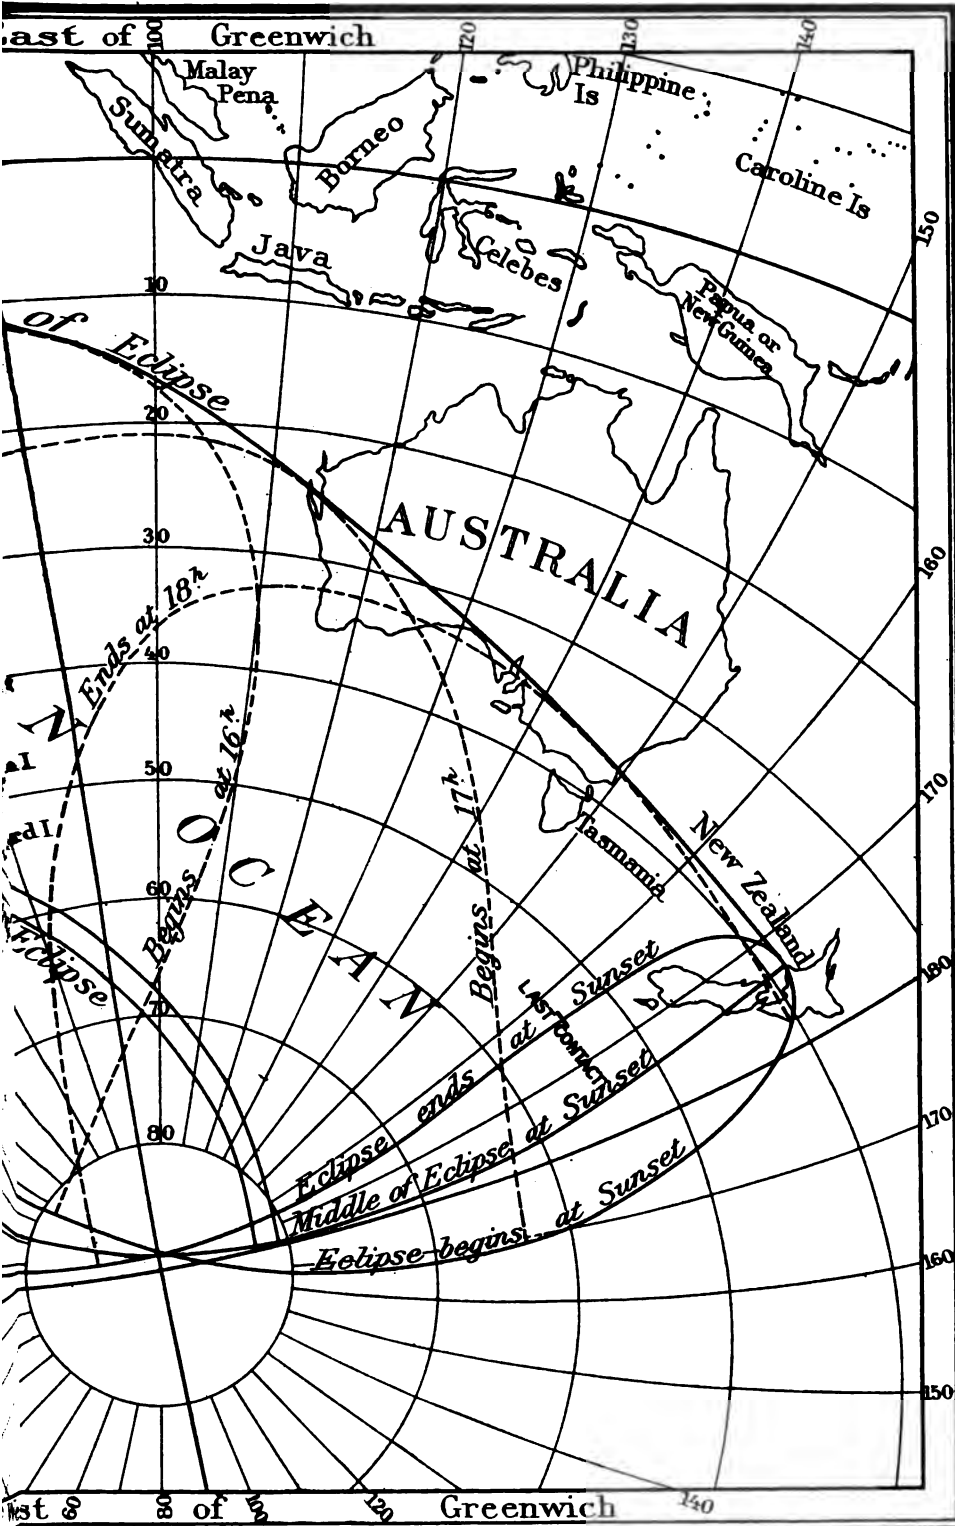 East of Greenwich
100
120
130
140
Malay
Pena
Philippine
Is
Sumatra
Borneo
Caroline Is
150
Java
Celebes
10
Papua or
New Guinea
of Eclipse
20
AUSTRALIA
30
160
Ends at 18h
40
N
170
50
Begins at 16h
Begins at 17h
OCEAN
Tasmania
New Zealand
60
Eclipse
180
70
LAST CONTACT
Eclipse ends at Sunset
Middle of Eclipse at Sunset
Eclipse begins at Sunset
80
170
160
150
60
80
100
120
140
of Greenwich